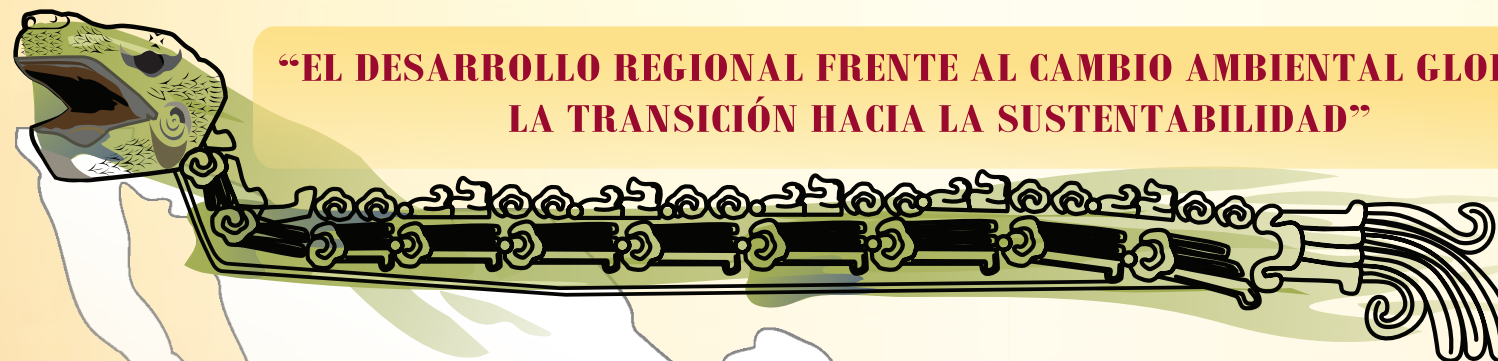 “EL DESARROLLO REGIONAL FRENTE AL CAMBIO AMBIENTAL
LA TRANSICIÓN HACIA LA SUSTENTABILIDAD”